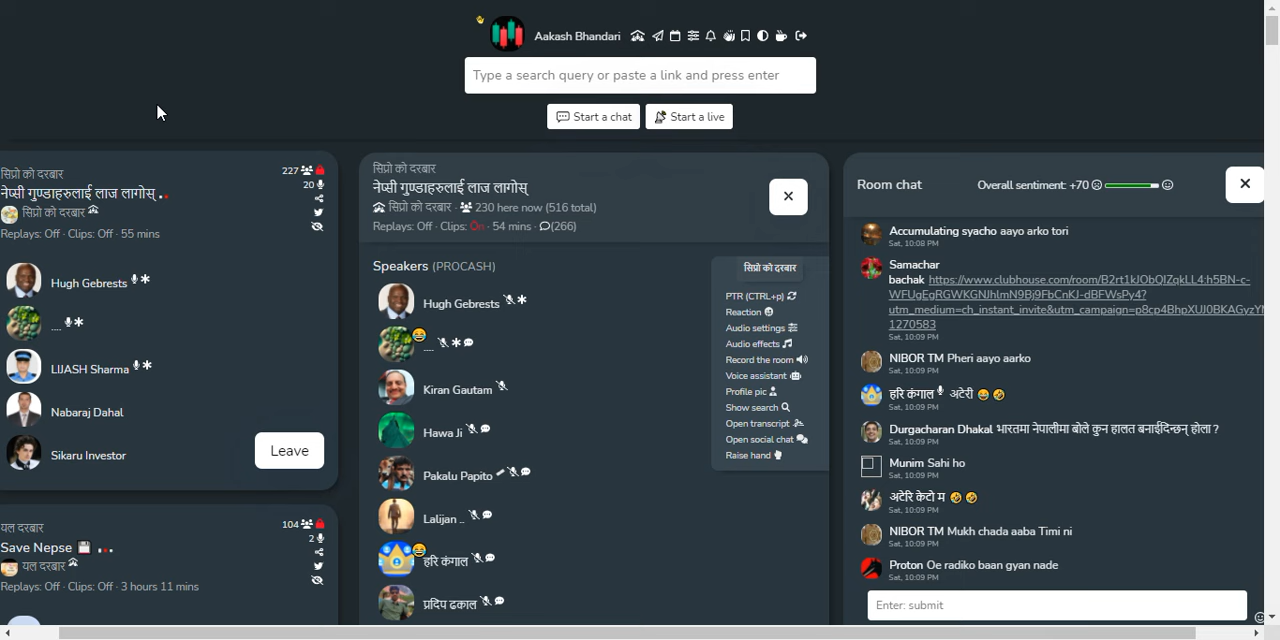 Aakash Bhandari
Type a search query or paste a link and press enter
Start a chat
Start a live
सिप्रो को दरबार
227
नेप्सी गुण्डाहरुलाई लाज लागोस्
20
सिप्रो को दरबार
Replays: Off · Clips: Off · 55 mins
Hugh Gebrests
....
LIJASH Sharma
Nabaraj Dahal
Sikaru Investor
Leave
यल दरबार
104
Save Nepse
2
यल दरबार
Replays: Off · Clips: Off · 3 hours 11 mins
सिप्रो को दरबार
नेप्सी गुण्डाहरुलाई लाज लागोस्
सिप्रो को दरबार · 230 here now (516 total)
Replays: Off · Clips: On · 54 mins · (266)
Speakers (PROCASH)
Hugh Gebrests
....
Kiran Gautam
Hawa Ji
Pakalu Papito
Lalijan ..
हरि कंगाल
प्रदिप ढकाल
सिप्रो को दरबार
PTR (CTRL+p)
Reaction
Audio settings
Audio effects
Record the room
Voice assistant
Profile pic
Show search
Open transcript
Open social chat
Raise hand
Room chat
Overall sentiment: +70
Accumulating syacho aayo arko tori
Sat, 10:08 PM
Samachar
bachak https://www.clubhouse.com/room/B2rt1kJObQIZqkLL4:h5BN-c-
WFUgEgRGWKGNJhlmN9Bj9FbCnKJ-dBFWsPy4?
utm_medium=ch_instant_invite&utm_campaign=p8cp4BhpXUJ0BKAGyzYM
1270583
Sat, 10:09 PM
NIBOR TM Pheri aayo aarko
Sat, 10:09 PM
हरि कंगाल अटेरी 😂 🤣
Sat, 10:09 PM
Durgacharan Dhakal भारतमा नेपालीमा बोले कुन हालत बनाईदिन्छन् होला ?
Sat, 10:09 PM
Munim Sahi ho
Sat, 10:09 PM
अटेरि केटो म 🤣 🤣
Sat, 10:09 PM
NIBOR TM Mukh chada aaba Timi ni
Sat, 10:09 PM
Proton Oe radiko baan gyan nade
Sat, 10:09 PM
Enter: submit